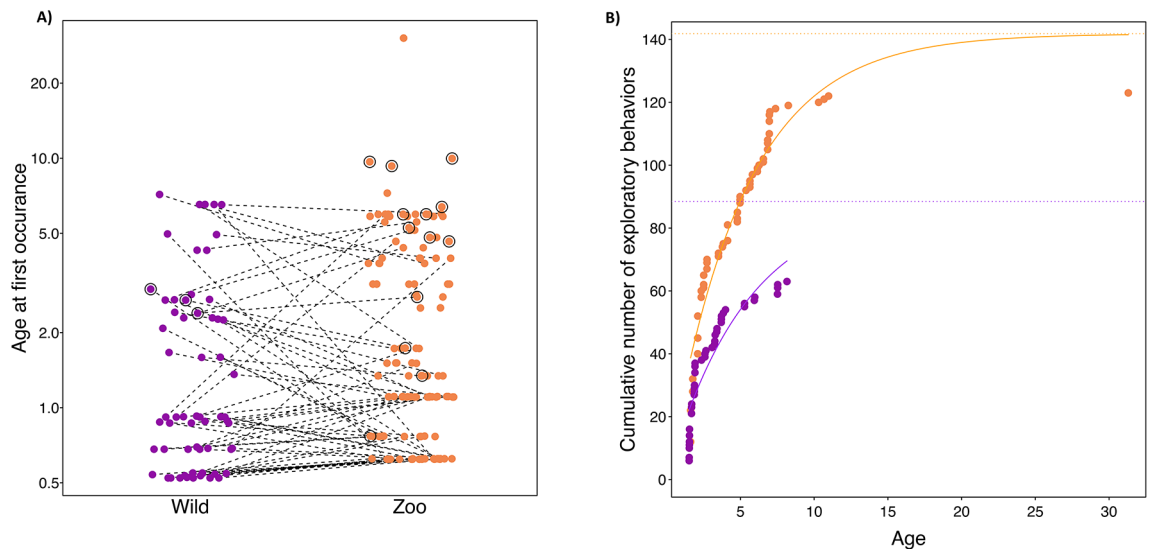 A)
Age at first occurance
20.0
10.0
5.0
2.0
1.0
0.5
Wild
Zoo
B)
Cumulative number of exploratory behaviors
140
120
100
80
60
40
20
0
5
10
15
20
25
30
Age